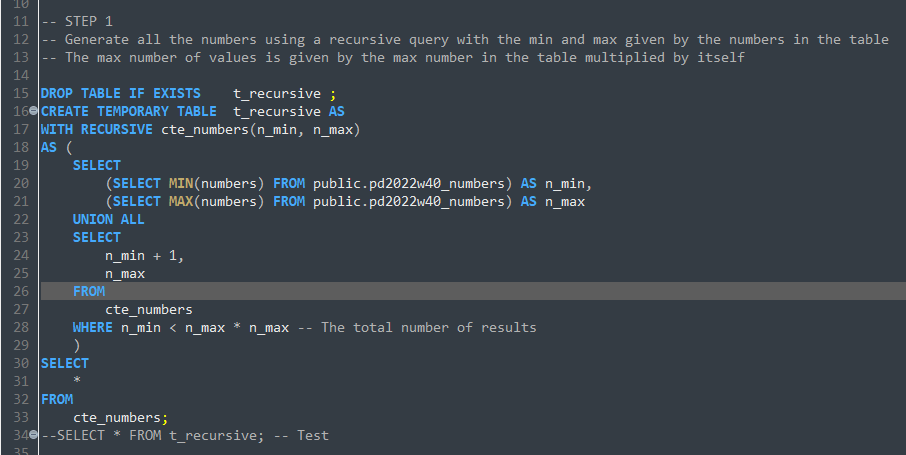 10
11 -- STEP 1
12 -- Generate all the numbers using a recursive query with the min and max given by the numbers in the table
13 -- The max number of values is given by the max number in the table multiplied by itself
14
15 DROP TABLE IF EXISTS    t_recursive ;
16 CREATE TEMPORARY TABLE  t_recursive AS
17 WITH RECURSIVE cte_numbers(n_min, n_max)
18 AS (
19     SELECT
20         (SELECT MIN(numbers) FROM public.pd2022w40_numbers) AS n_min,
21         (SELECT MAX(numbers) FROM public.pd2022w40_numbers) AS n_max
22     UNION ALL
23     SELECT
24         n_min + 1,
25         n_max
26     FROM
27         cte_numbers
28     WHERE n_min < n_max * n_max -- The total number of results
29     )
30 SELECT
31     *
32 FROM
33     cte_numbers;
34 --SELECT * FROM t_recursive; -- Test
35